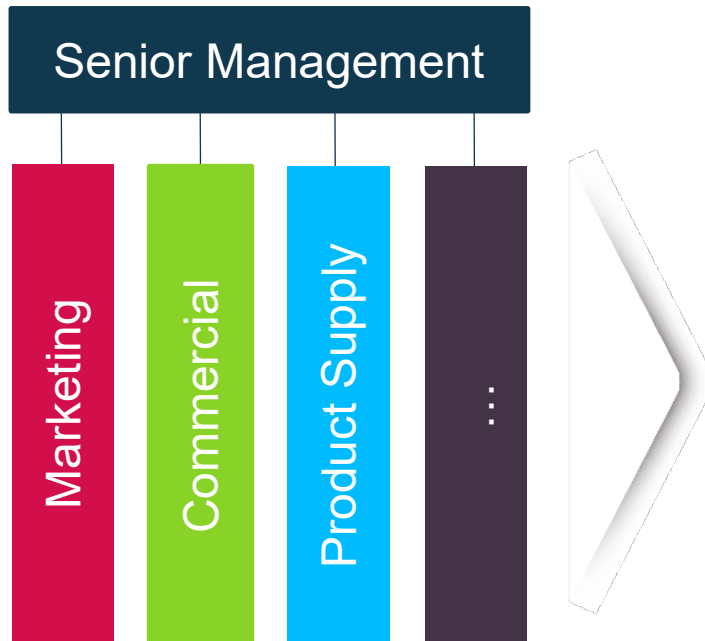 Senior Management
Marketing
Commercial
Product Supply
...